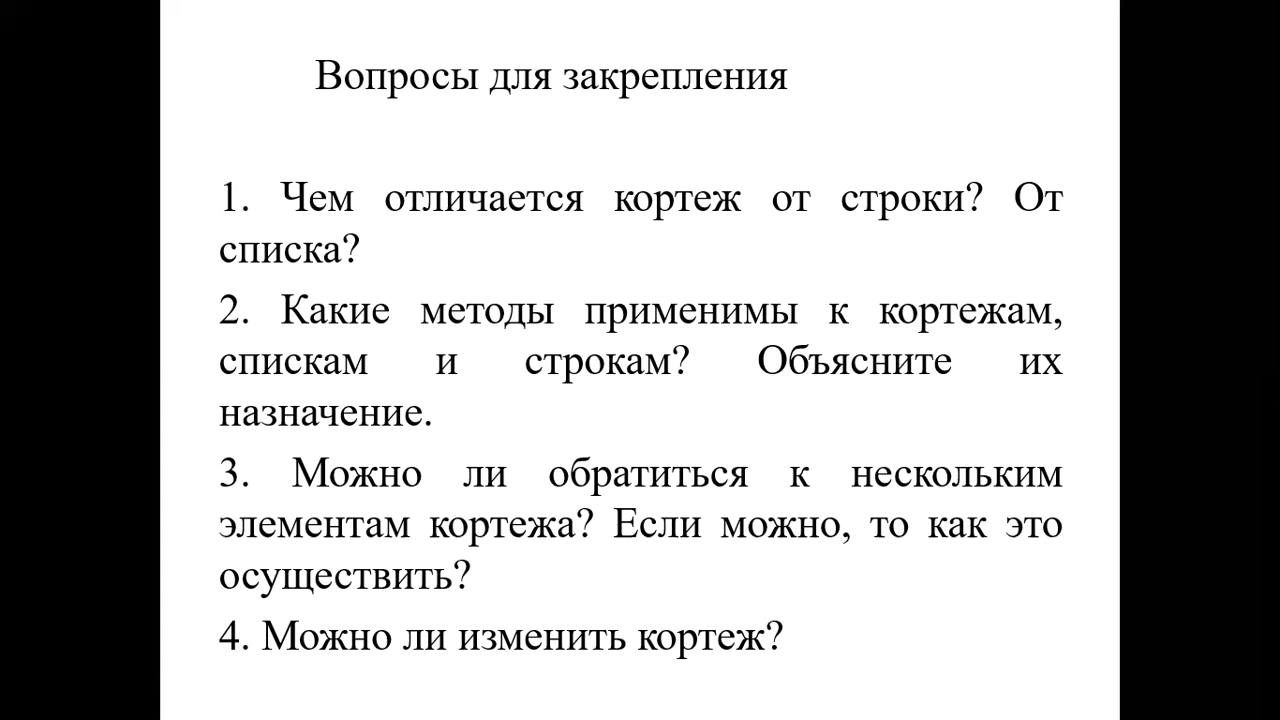 Вопросы для закрепления
1. Чем отличается кортеж от строки? От
списка?
2. Какие методы применимы к кортежам,
спискам и строкам? Объясните их
назначение.
3. Можно ли обратиться к нескольким
элементам кортежа? Если можно, то как это
осуществить?
4. Можно ли изменить кортеж?